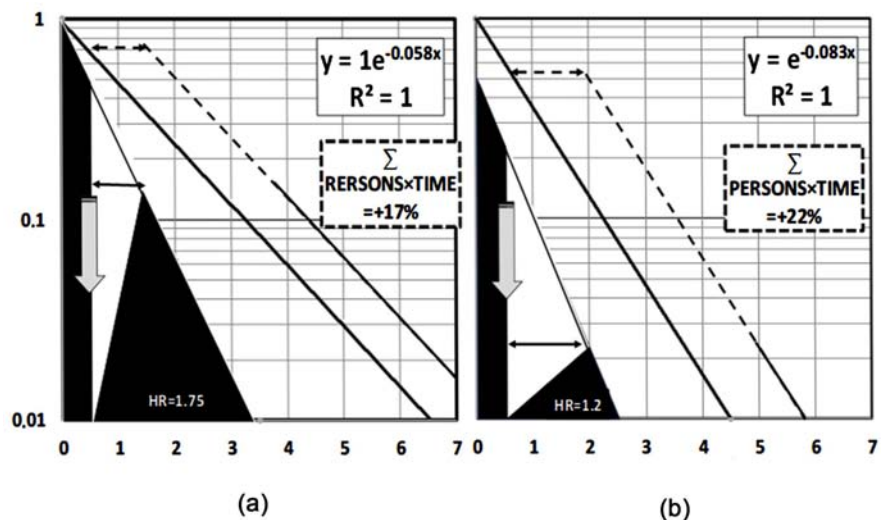 1
0.1
0.01
y = 1e^-0.058x
R² = 1
∑
RERSONS×TIME
=+17%
HR=1.75
0 1 2 3 4 5 6 7
(a)
y = e^-0.083x
R² = 1
∑
PERSONS×TIME
=+22%
HR=1.2
0 1 2 3 4 5 6 7
(b)